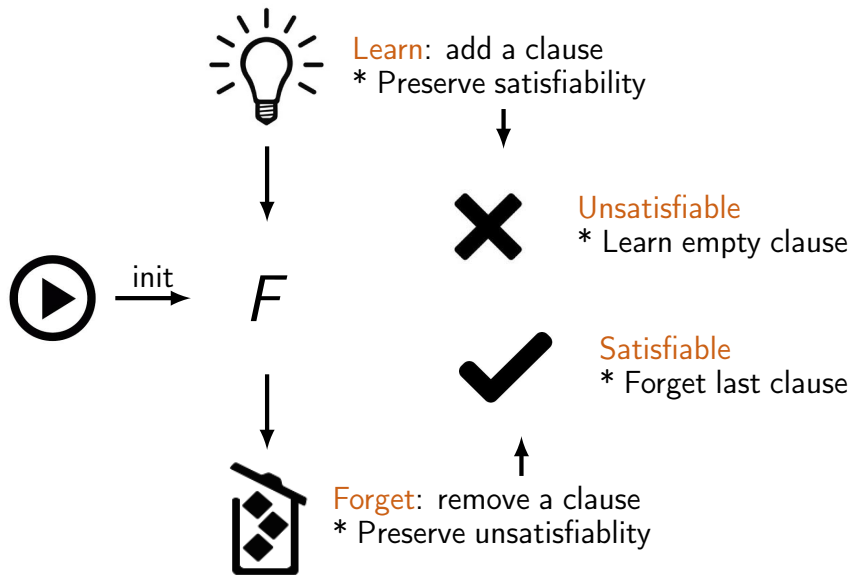 Learn: add a clause
* Preserve satisfiability
Unsatisfiable
* Learn empty clause
init
F
Satisfiable
* Forget last clause
Forget: remove a clause
* Preserve unsatisfiablity